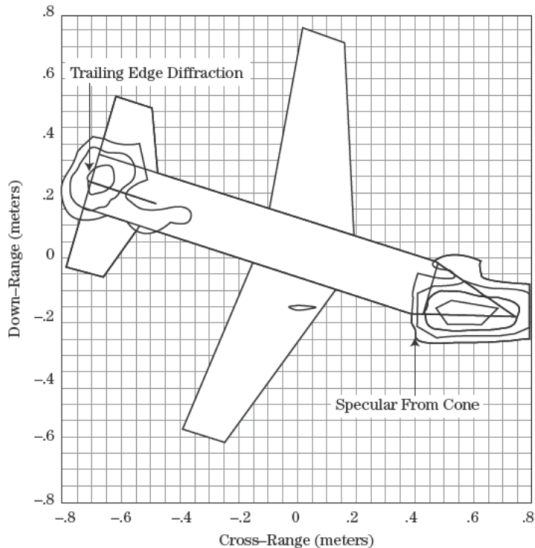 .8
.6
.4
.2
0
–.2
–.4
–.6
–.8
Down–Range (meters)
Trailing Edge Diffraction
Specular From Cone
–.8 –.6 –.4 –.2 0 .2 .4 .6 .8
Cross–Range (meters)